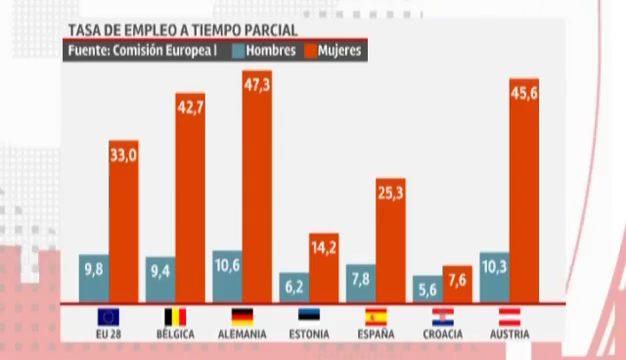 TASA DE EMPLEO A TIEMPO PARCIAL
Fuente: Comisión Europea | Hombres Mujeres
9,8 33,0 9,4 42,7 10,6 47,3 6,2 14,2 7,8 25,3 5,6 7,6 10,3 45,6
EU 28 BÉLGICA ALEMANIA ESTONIA ESPAÑA CROACIA AUSTRIA